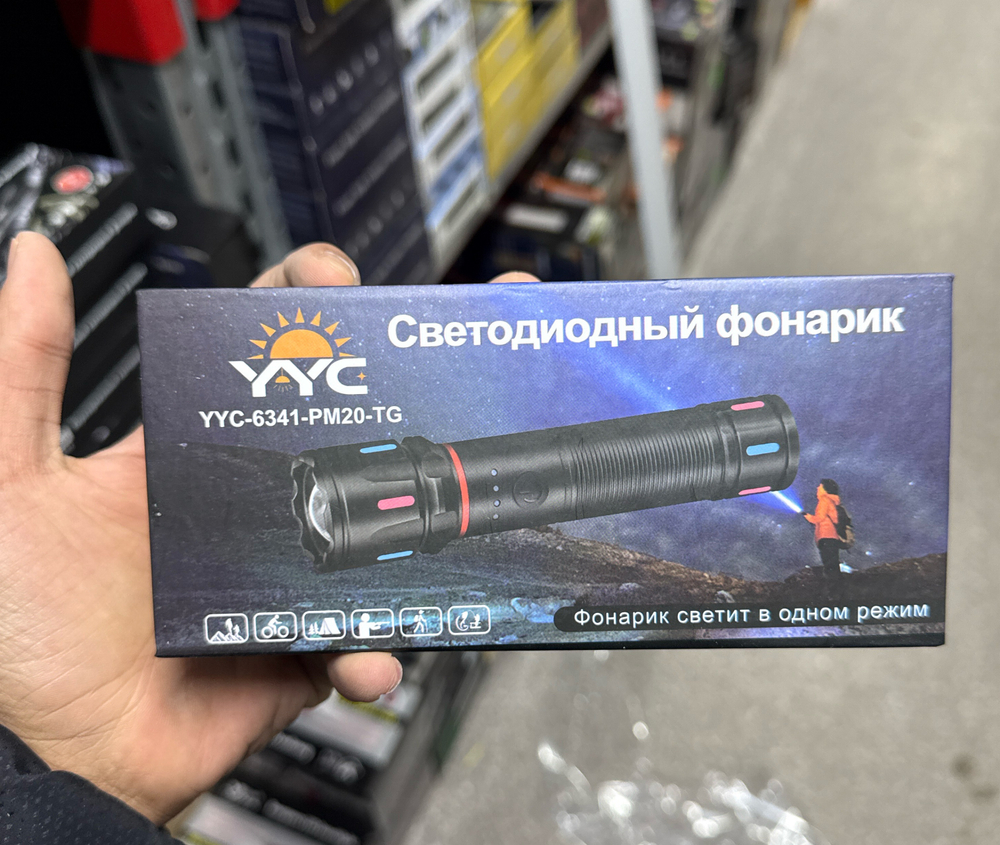 Светодиодный фонарик
YYC
YYC-6341-PM20-TG
Фонарик светит в одном режим